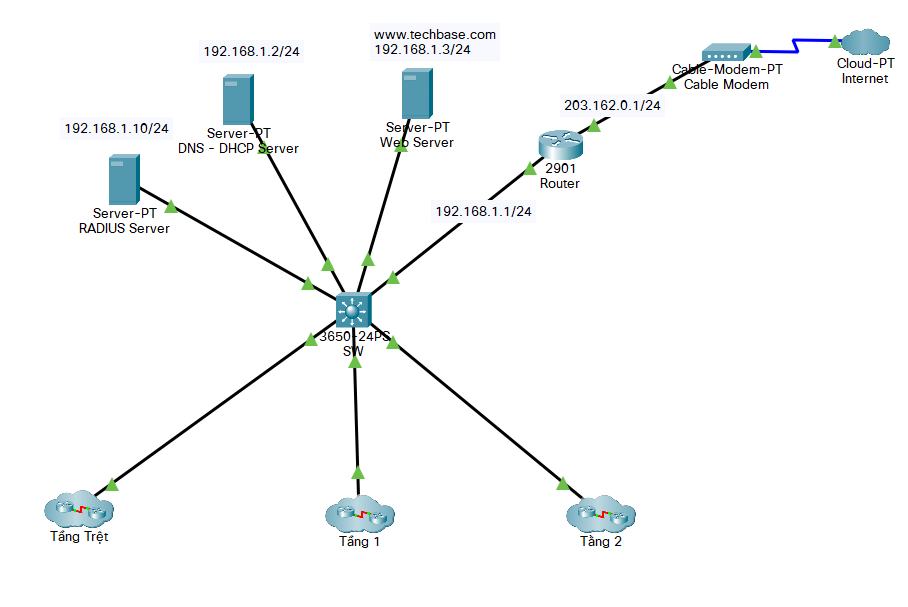 www.techbase.com
192.168.1.3/24
192.168.1.2/24
Cloud-PT
Internet
Cable-Modem-PT
Cable Modem
203.162.0.1/24
192.168.1.10/24
Server-PT
DNS - DHCP Server
Server-PT
Web Server
2901
Router
Server-PT
RADIUS Server
192.168.1.1/24
3650-24PS
SW
Tầng Trệt
Tầng 1
Tầng 2